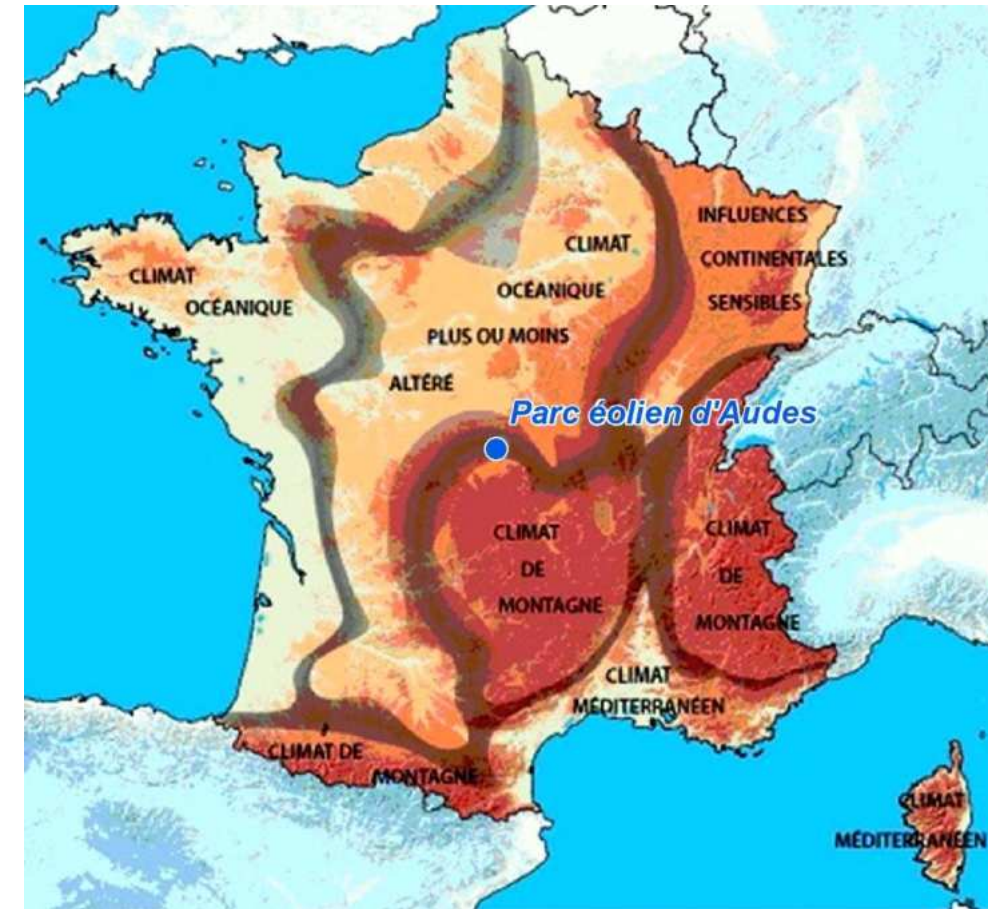 CLIMAT
OCÉANIQUE
CLIMAT
OCÉANIQUE
PLUS OU MOINS
ALTÉRÉ
INFLUENCES
CONTINENTALES
SENSIBLES
Parc éolien d'Audes
CLIMAT
DE
MONTAGNE
CLIMAT
DE
MONTAGNE
CLIMAT
MÉDITERRANÉEN
CLIMAT DE
MONTAGNE
CLIMAT
MÉDITERRANÉEN